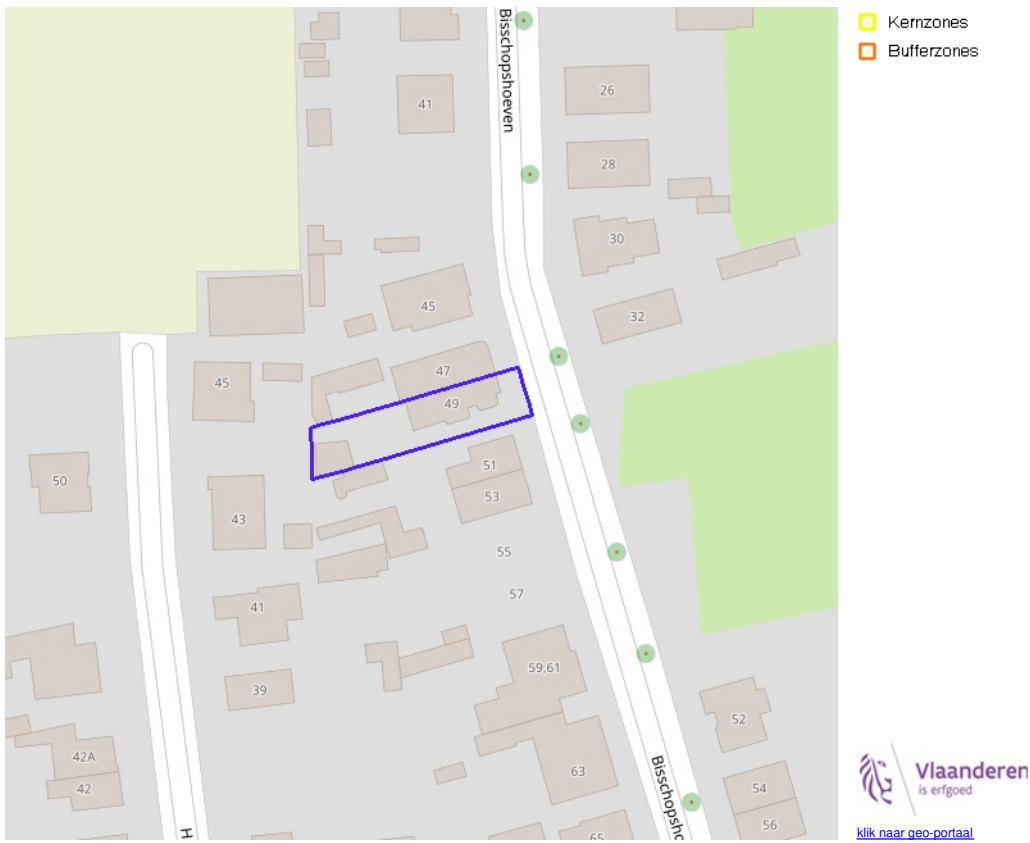 Bisschopshoeven
41
26
28
30
45
32
47
45
49
51
50
53
43
55
57
41
59,61
39
52
42A
63
42
54
56
65
H
Bisschopsho
Kernzones
Bufferzones
Vlaanderen
is erfgoed
klik naar geo-portaal